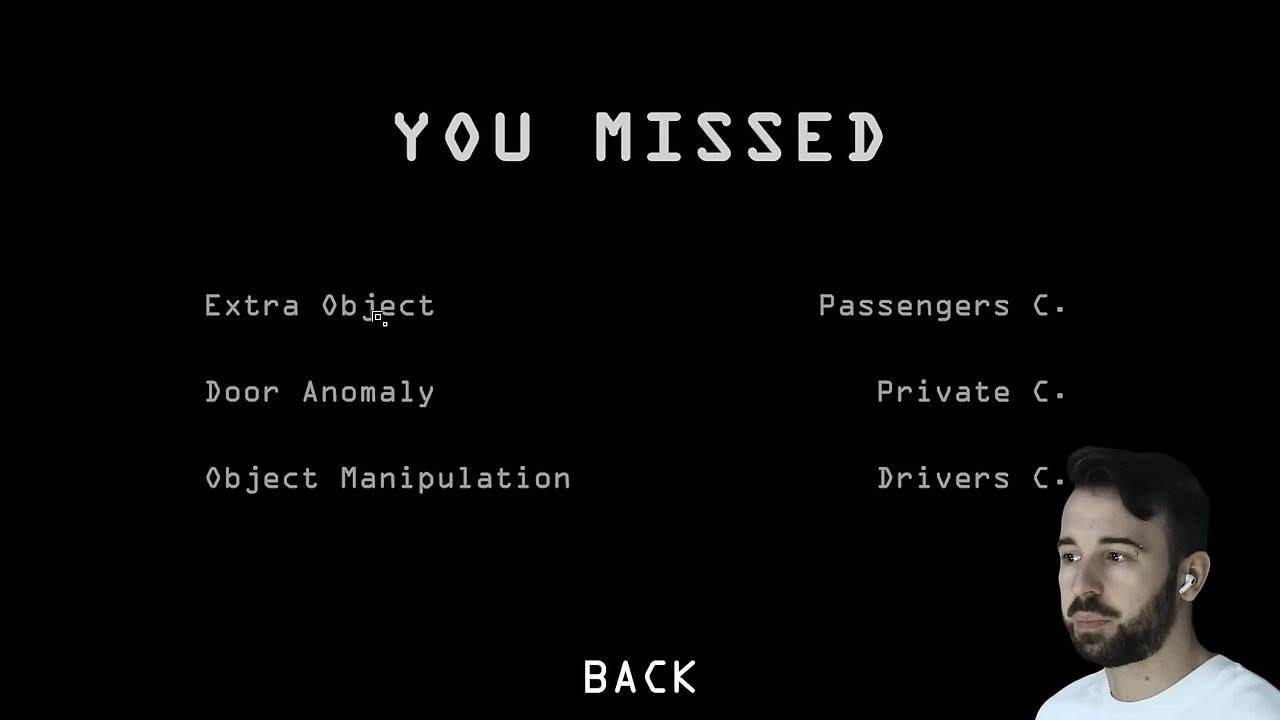 YOU MISSED
Extra Object Passengers C.
Door Anomaly Private C.
Object Manipulation Drivers C.
BACK